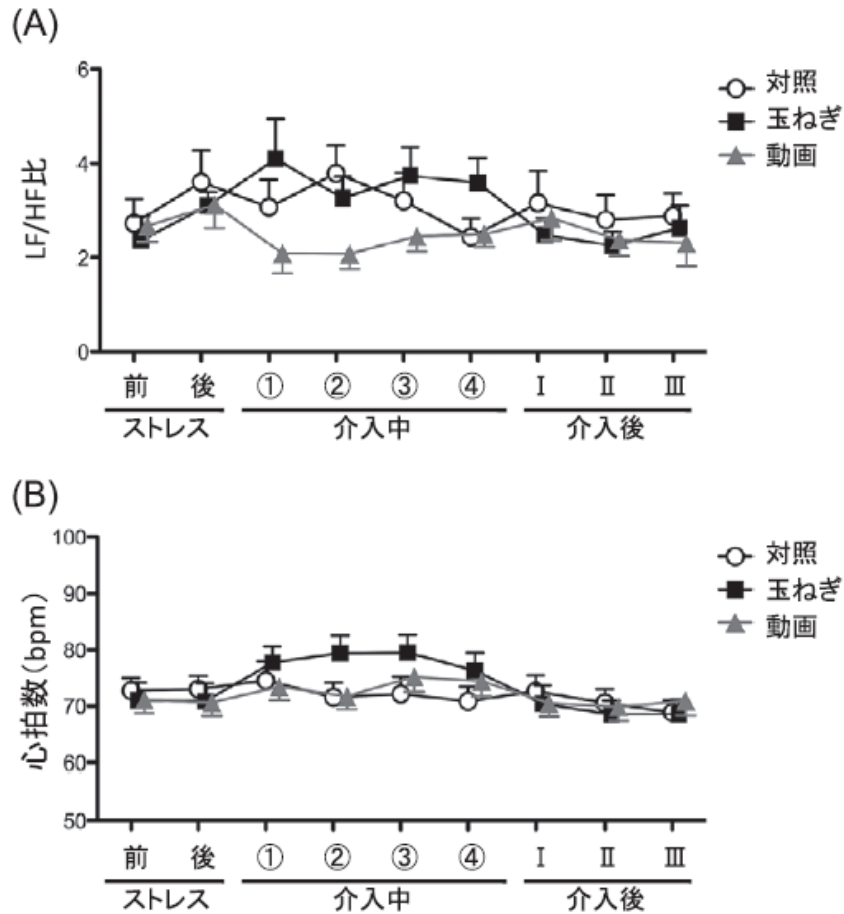 (A)
6
4
2
0
LF/HF比
対照
玉ねぎ
動画
前 後 ① ② ③ ④ Ⅰ Ⅱ Ⅲ
ストレス 介入中 介入後
(B)
100
90
80
70
60
50
心拍数(bpm)
対照
玉ねぎ
動画
前 後 ① ② ③ ④ Ⅰ Ⅱ Ⅲ
ストレス 介入中 介入後